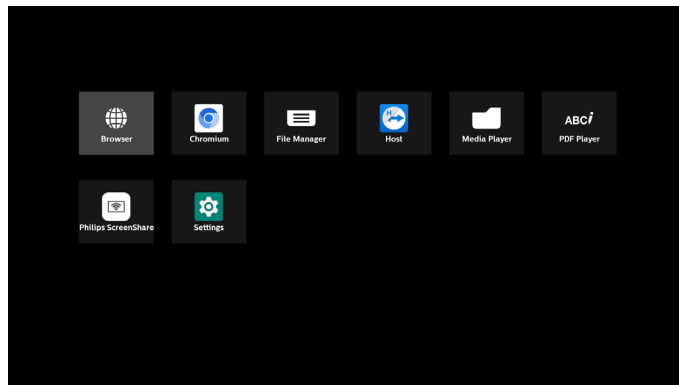 Browser
Chromium
File Manager
H/
Host
Media Player
ABCi
PDF Player
Philips ScreenShare
Settings